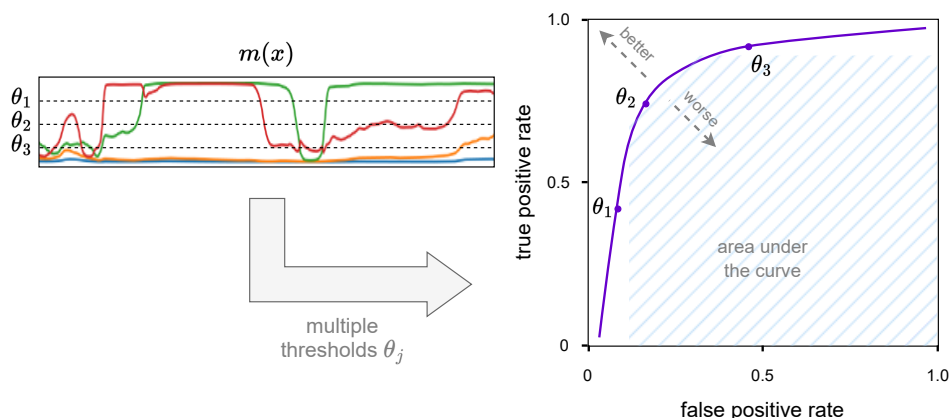 m(x)
θ₁
θ₂
θ₃
multiple
thresholds θⱼ
1.0
0.5
0
0
0.5
1.0
true positive rate
false positive rate
better
worse
θ₁
θ₂
θ₃
area under
the curve